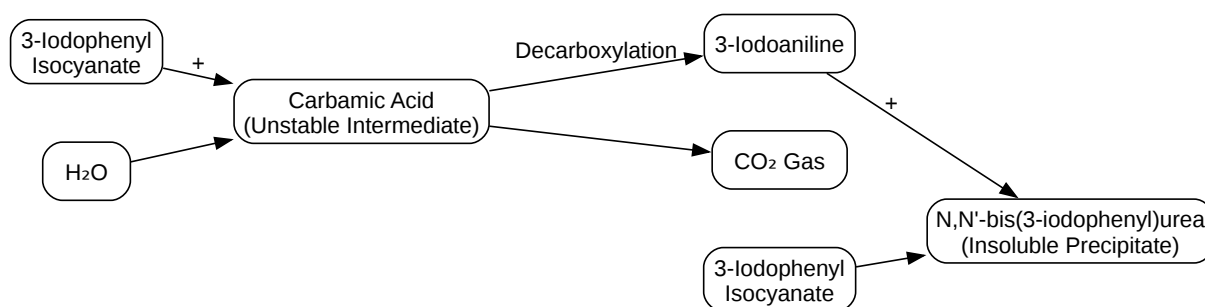 3-Iodophenyl
Isocyanate
+
H₂O
Carbamic Acid
(Unstable Intermediate)
Decarboxylation
3-Iodoaniline
+
CO₂ Gas
3-Iodophenyl
Isocyanate
N,N'-bis(3-iodophenyl)urea
(Insoluble Precipitate)